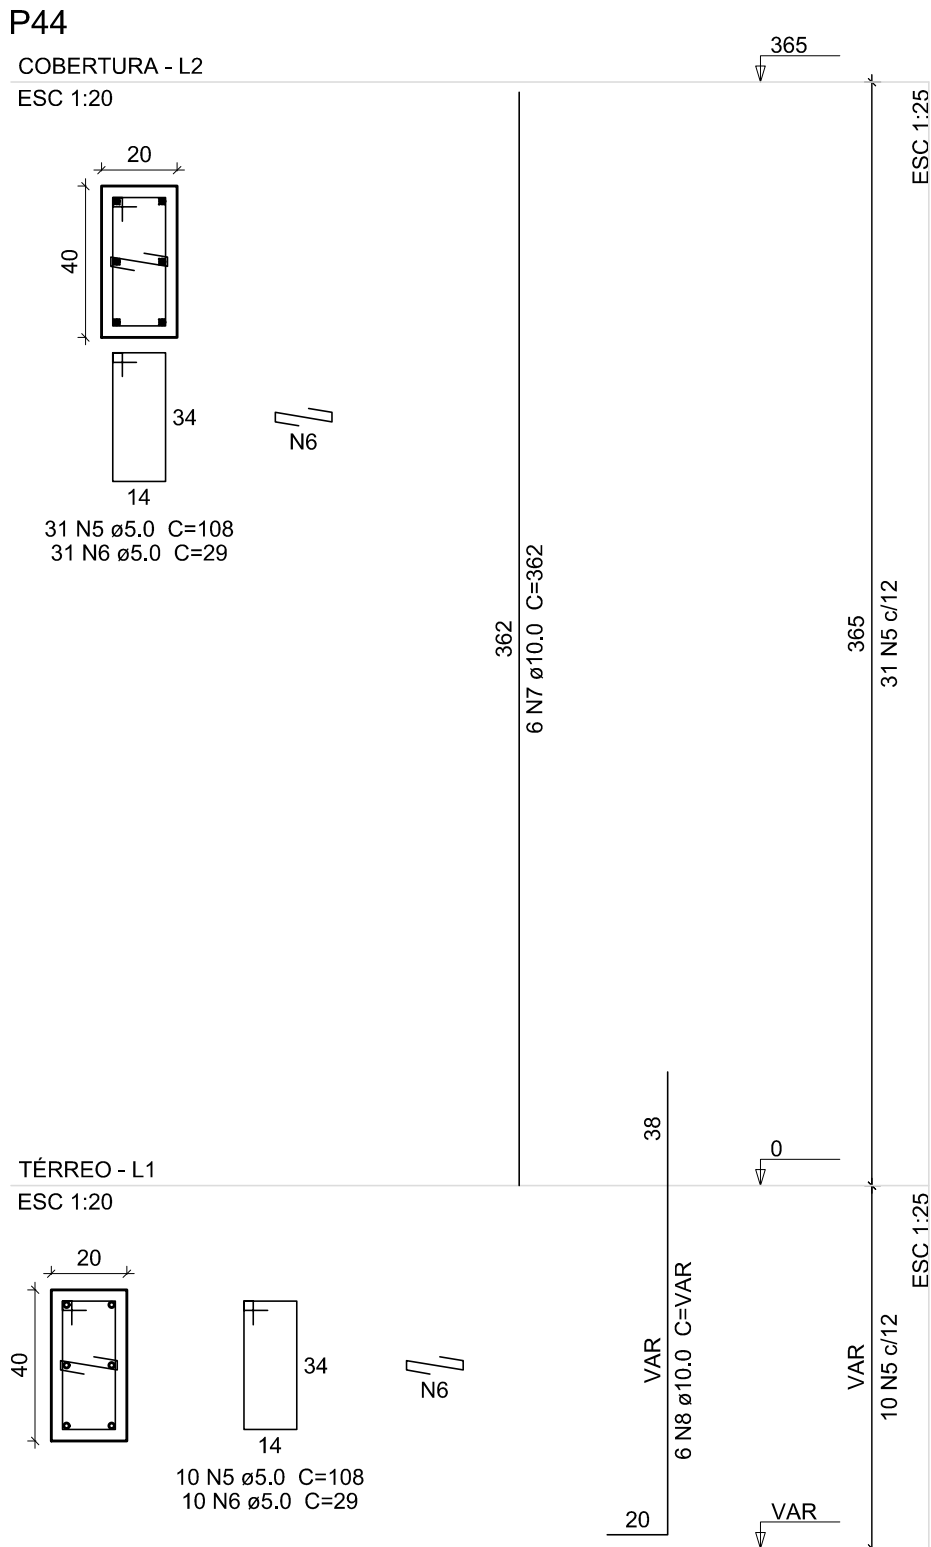 P44
COBERTURA - L2
365
ESC 1:20
ESC 1:25
20
40
34
N6
14
31 N5 ø5.0 C=108
31 N6 ø5.0 C=29
362
6 N7 ø10.0 C=362
365
31 N5 c/12
38
TÉRREO - L1
0
ESC 1:20
ESC 1:25
20
40
34
N6
14
10 N5 ø5.0 C=108
10 N6 ø5.0 C=29
VAR
6 N8 ø10.0 C=VAR
VAR
10 N5 c/12
20
VAR